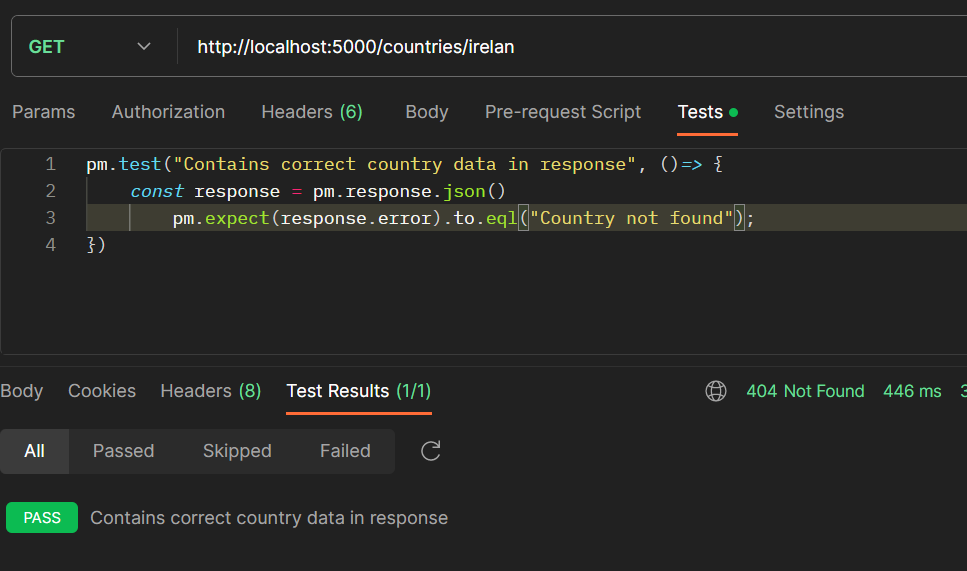 GET http://localhost:5000/countries/irelan
Params Authorization Headers (6) Body Pre-request Script Tests Settings
1 pm.test("Contains correct country data in response", ()=> {
2 const response = pm.response.json()
3 pm.expect(response.error).to.eql("Country not found");
4 })
Body Cookies Headers (8) Test Results (1/1) 404 Not Found 446 ms
All Passed Skipped Failed
PASS Contains correct country data in response